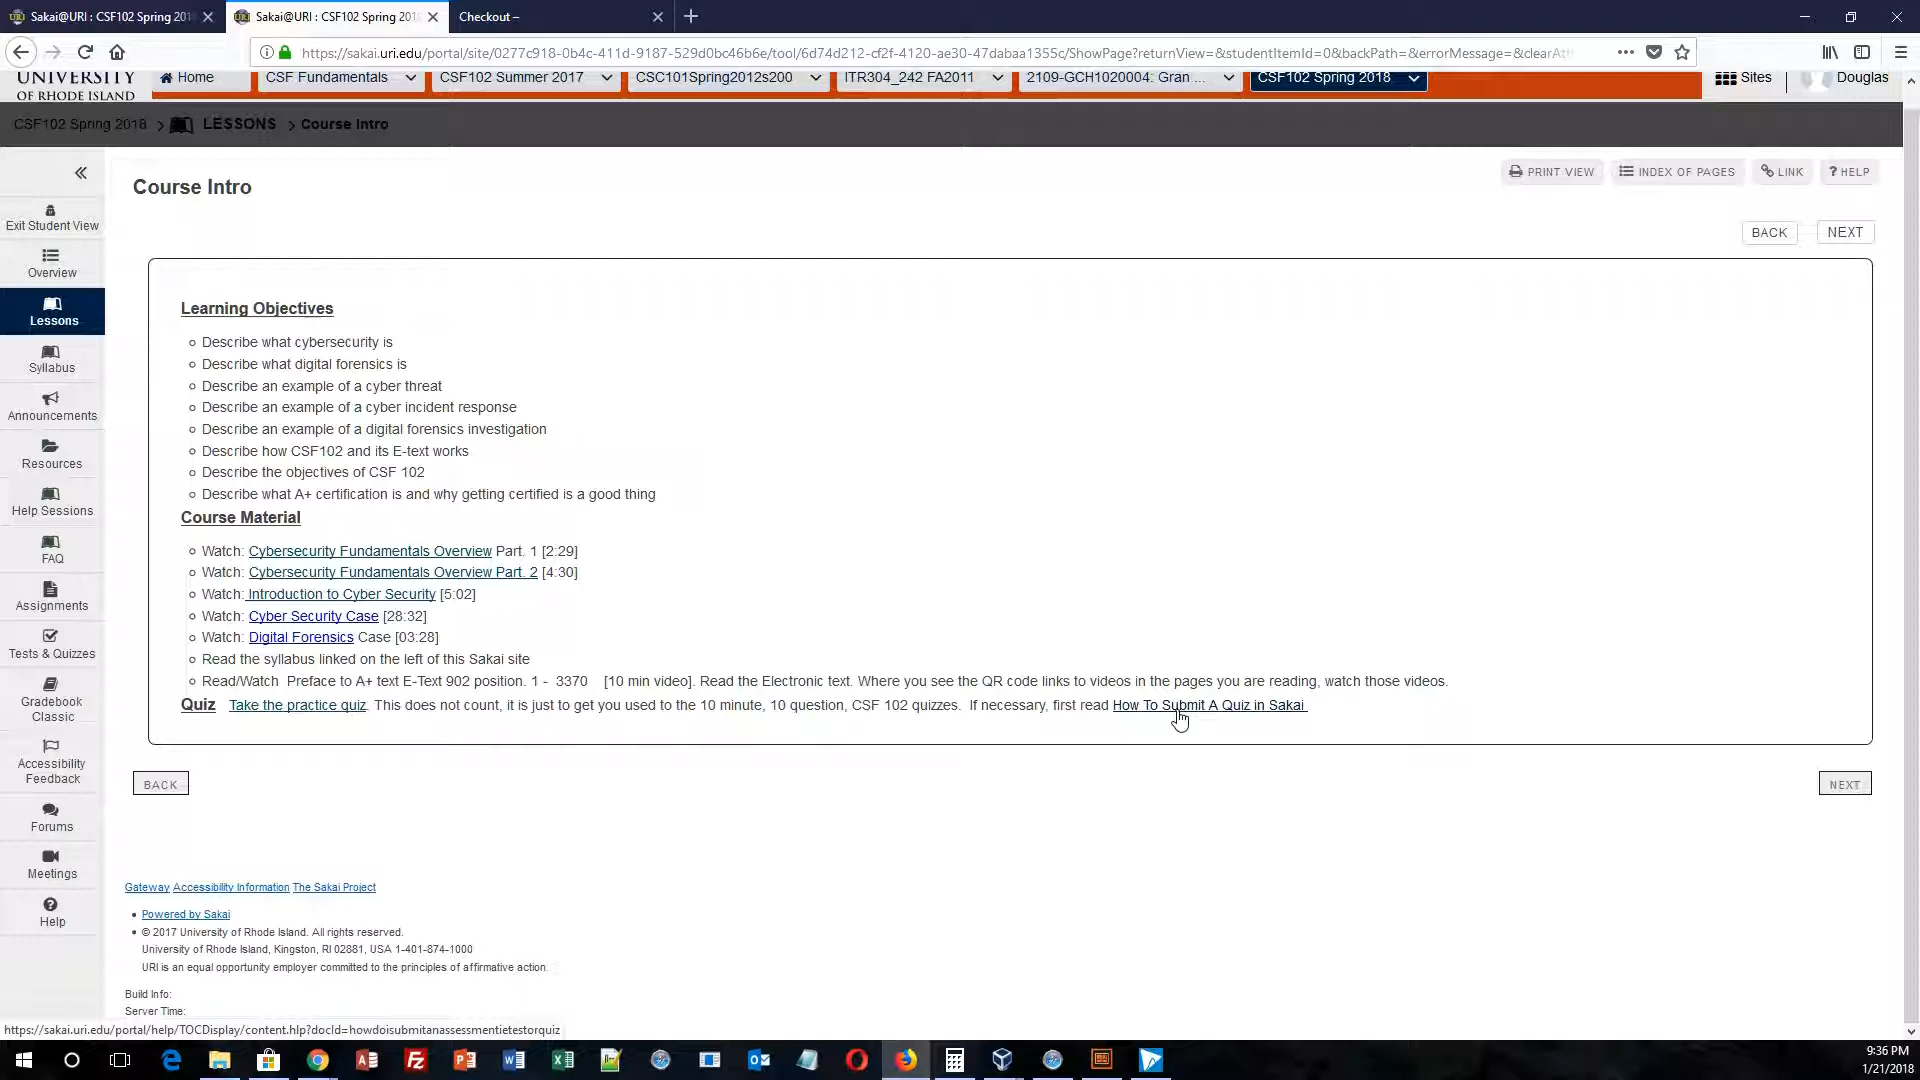 Sakai@URI : CSF102 Spring 201
Sakai@URI : CSF102 Spring 201
Checkout –
https://sakai.uri.edu/portal/site/0277c918-0b4c-411d-9187-529d0bc46b6e/tool/6d74d212-cf2f-4120-ae30-47dabaa1355c/ShowPage?returnView=&studentItemId=0&backPath=&errorMessage=&clearAtt
UNIVERSITY
OF RHODE ISLAND
Home
CSF Fundamentals
CSF102 Summer 2017
CSC101Spring2012s200
ITR304_242 FA2011
2109-GCH1020004: Gran ...
CSF102 Spring 2018
Sites
Douglas
CSF102 Spring 2018 > LESSONS > Course Intro
Course Intro
PRINT VIEW
INDEX OF PAGES
LINK
? HELP
BACK
NEXT
Exit Student View
Overview
Lessons
Syllabus
Announcements
Resources
Help Sessions
FAQ
Assignments
Tests & Quizzes
Gradebook
Classic
Accessibility
Feedback
Forums
Meetings
Help
Learning Objectives
Describe what cybersecurity is
Describe what digital forensics is
Describe an example of a cyber threat
Describe an example of a cyber incident response
Describe an example of a digital forensics investigation
Describe how CSF102 and its E-text works
Describe the objectives of CSF 102
Describe what A+ certification is and why getting certified is a good thing
Course Material
Watch: Cybersecurity Fundamentals Overview Part. 1 [2:29]
Watch: Cybersecurity Fundamentals Overview Part. 2 [4:30]
Watch: Introduction to Cyber Security [5:02]
Watch: Cyber Security Case [28:32]
Watch: Digital Forensics Case [03:28]
Read the syllabus linked on the left of this Sakai site
Read/Watch Preface to A+ text E-Text 902 position. 1 - 3370 [10 min video]. Read the Electronic text. Where you see the QR code links to videos in the pages you are reading, watch those videos.
Quiz Take the practice quiz. This does not count, it is just to get you used to the 10 minute, 10 question, CSF 102 quizzes. If necessary, first read How To Submit A Quiz in Sakai
BACK
NEXT
Gateway Accessibility Information The Sakai Project
Powered by Sakai
© 2017 University of Rhode Island. All rights reserved.
University of Rhode Island, Kingston, RI 02881, USA 1-401-874-1000
URI is an equal opportunity employer committed to the principles of affirmative action.
Build Info:
Server Time:
https://sakai.uri.edu/portal/help/TOCDisplay/content.hlp?docId=howdoisubmitanassessmentietestorquiz
9:36 PM
1/21/2018